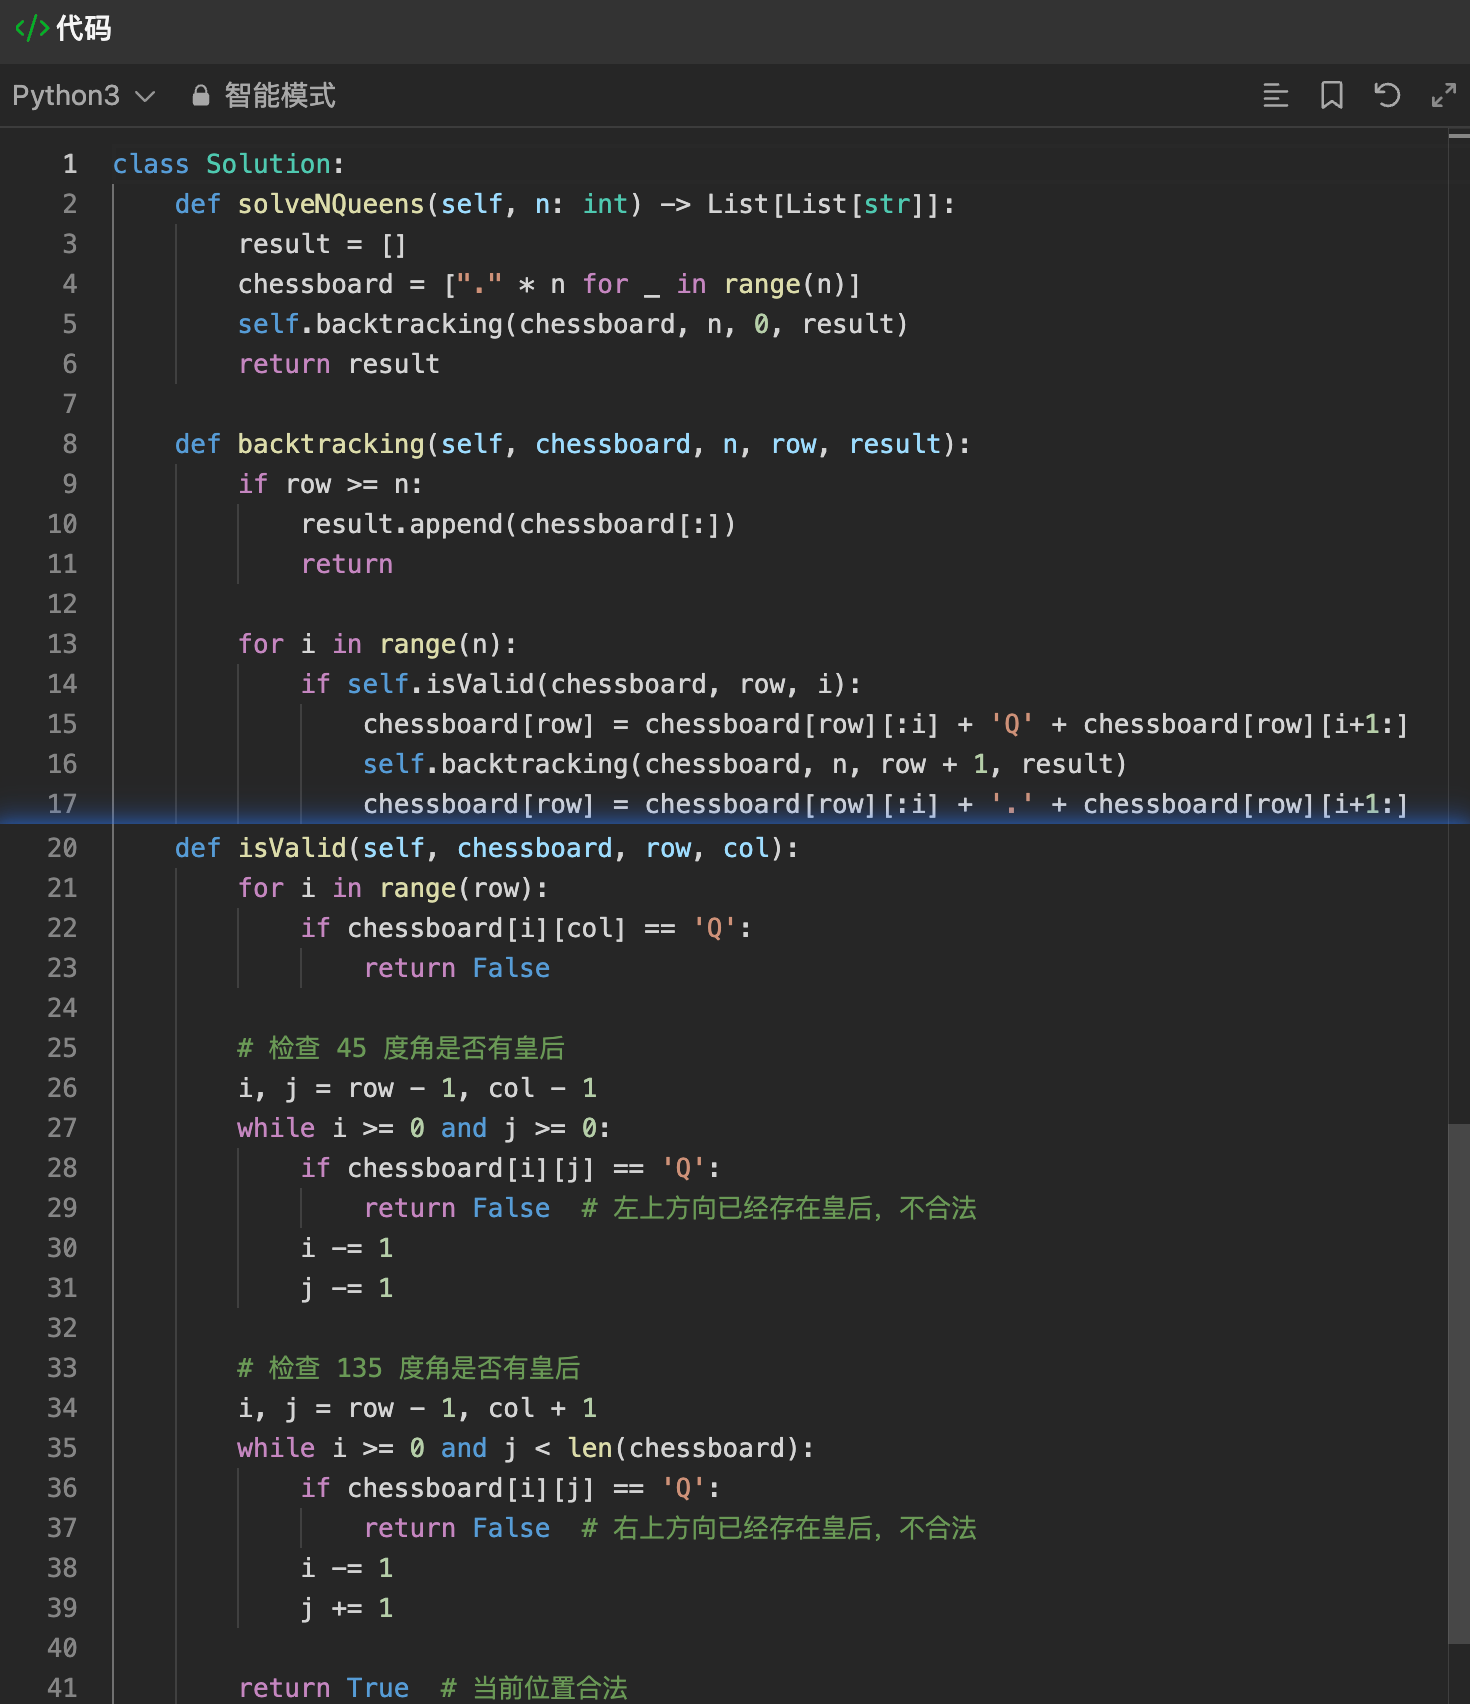 </> 代码
Python3 智能模式
1 class Solution:
2     def solveNQueens(self, n: int) -> List[List[str]]:
3         result = []
4         chessboard = ["." * n for _ in range(n)]
5         self.backtracking(chessboard, n, 0, result)
6         return result
7
8     def backtracking(self, chessboard, n, row, result):
9         if row >= n:
10             result.append(chessboard[:])
11             return
12
13         for i in range(n):
14             if self.isValid(chessboard, row, i):
15                 chessboard[row] = chessboard[row][:i] + 'Q' + chessboard[row][i+1:]
16                 self.backtracking(chessboard, n, row + 1, result)
17                 chessboard[row] = chessboard[row][:i] + '.' + chessboard[row][i+1:]
20     def isValid(self, chessboard, row, col):
21         for i in range(row):
22             if chessboard[i][col] == 'Q':
23                 return False
24
25         # 检查 45 度角是否有皇后
26         i, j = row - 1, col - 1
27         while i >= 0 and j >= 0:
28             if chessboard[i][j] == 'Q':
29                 return False  # 左上方向已经存在皇后，不合法
30             i -= 1
31             j -= 1
32
33         # 检查 135 度角是否有皇后
34         i, j = row - 1, col + 1
35         while i >= 0 and j < len(chessboard):
36             if chessboard[i][j] == 'Q':
37                 return False  # 右上方向已经存在皇后，不合法
38             i -= 1
39             j += 1
40
41         return True  # 当前位置合法